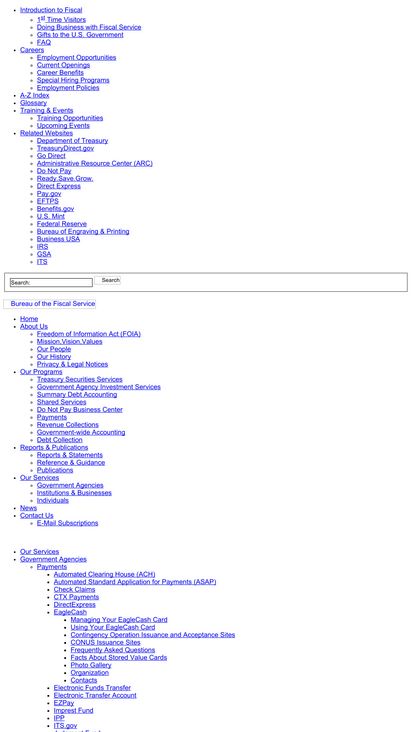 Introduction to Fiscal
1st Time Visitors
Doing Business with Fiscal Service
Gifts to the U.S. Government
FAQ
Careers
Employment Opportunities
Current Openings
Career Benefits
Special Hiring Programs
Employment Policies
A-Z Index
Glossary
Training & Events
Training Opportunities
Upcoming Events
Related Websites
Department of Treasury
TreasuryDirect.gov
Go Direct
Administrative Resource Center (ARC)
Do Not Pay
Ready.Save.Grow.
Direct Express
Pay.gov
EFTPS
Benefits.gov
U.S. Mint
Federal Reserve
Bureau of Engraving & Printing
Business USA
IRS
GSA
ITS
Search: Search
Bureau of the Fiscal Service
Home
About Us
Freedom of Information Act (FOIA)
Mission,Vision,Values
Our People
Our History
Privacy & Legal Notices
Our Programs
Treasury Securities Services
Government Agency Investment Services
Summary Debt Accounting
Shared Services
Do Not Pay Business Center
Payments
Revenue Collections
Government-wide Accounting
Debt Collection
Reports & Publications
Reports & Statements
Reference & Guidance
Publications
Our Services
Government Agencies
Institutions & Businesses
Individuals
News
Contact Us
E-Mail Subscriptions
Our Services
Government Agencies
Payments
Automated Clearing House (ACH)
Automated Standard Application for Payments (ASAP)
Check Claims
CTX Payments
DirectExpress
EagleCash
Managing Your EagleCash Card
Using Your EagleCash Card
Contingency Operation Issuance and Acceptance Sites
CONUS Issuance Sites
Frequently Asked Questions
Facts About Stored Value Cards
Photo Gallery
Organization
Contacts
Electronic Funds Transfer
Electronic Transfer Account
EZPay
Imprest Fund
IPP
ITS.gov